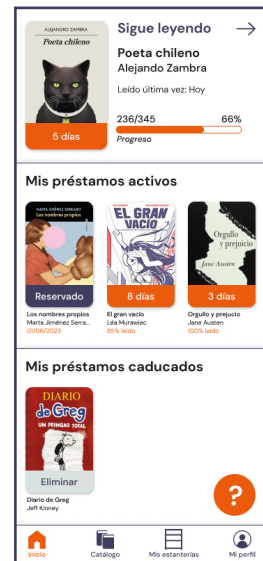 ALEJANDRO ZAMBRA
Poeta chileno
5 días
Sigue leyendo
Poeta chileno
Alejando Zambra
Leído última vez: Hoy
236/345 66%
Progreso
Mis préstamos activos
MARTA JIMÉNEZ SERRANO
Los nombres propios
Reservado
Los nombres propios
Marta Jiménez Serra...
01/06/2023
EL GRAN
VACÍO
8 días
El gran vacío
Léa Murawiec
85% leído
Orgullo
y prejuicio
Jane Austen
3 días
Orgullo y prejucio
Jane Austen
100% leído
Mis préstamos caducados
DIARIO
de Greg
UN PRINGAO TOTAL
Eliminar
Diario de Greg
Jeff Kinney
?
Inicio
Catálogo
Mis estanterías
Mi perfil